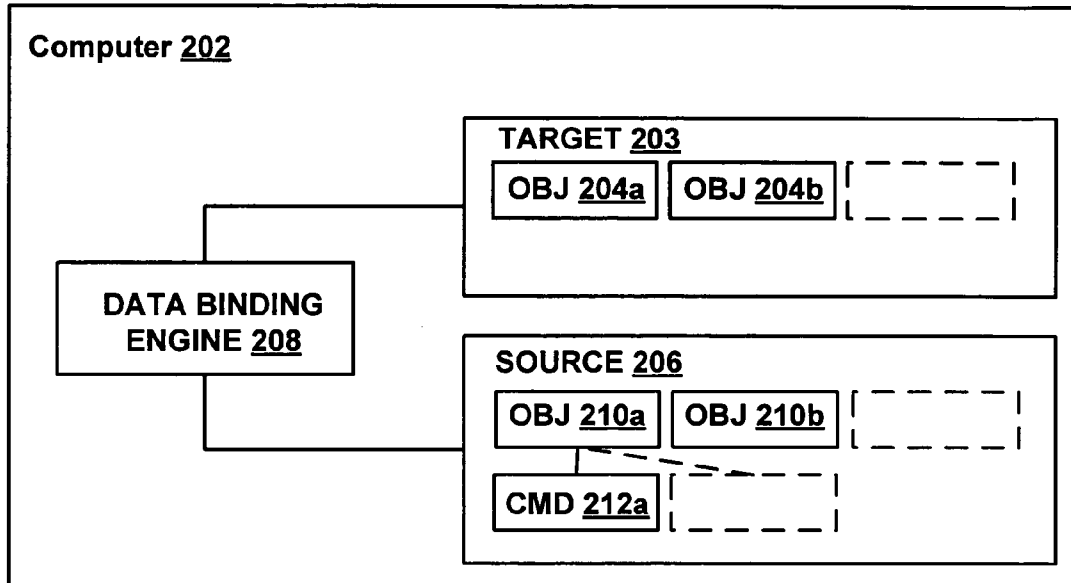 Computer 202
TARGET 203
OBJ 204a OBJ 204b
DATA BINDING
ENGINE 208
SOURCE 206
OBJ 210a OBJ 210b
CMD 212a